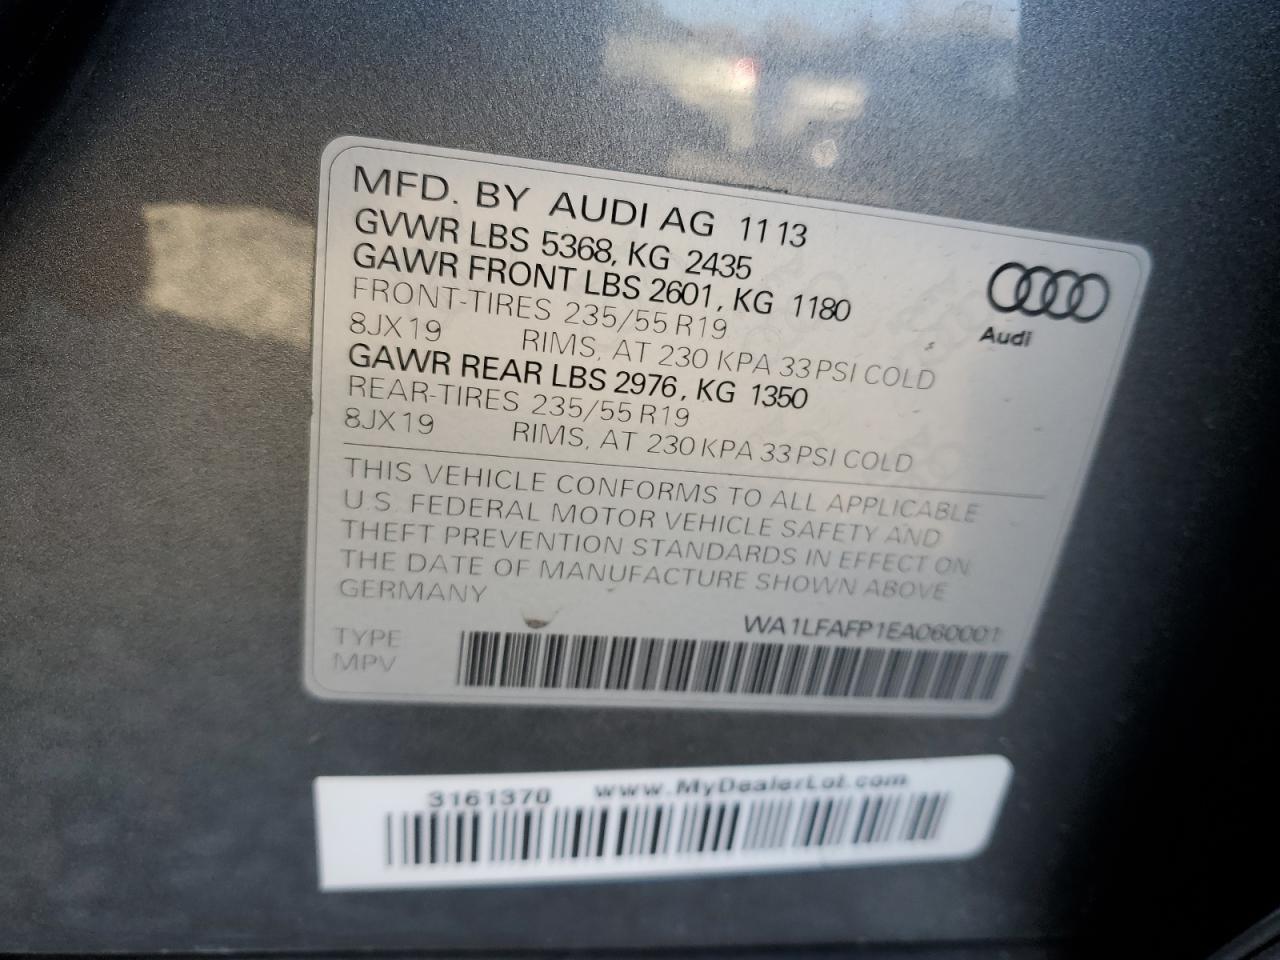 MFD. BY AUDI AG 11 13
GVWR LBS 5368, KG 2435
GAWR FRONT LBS 2601, KG 1180
FRONT-TIRES 235/55 R19
8JX19 RIMS, AT 230 KPA 33 PSI COLD
GAWR REAR LBS 2976, KG 1350
REAR-TIRES 235/55 R19
8JX19 RIMS, AT 230 KPA 33 PSI COLD
Audi
THIS VEHICLE CONFORMS TO ALL APPLICABLE
U.S. FEDERAL MOTOR VEHICLE SAFETY AND
THEFT PREVENTION STANDARDS IN EFFECT ON
THE DATE OF MANUFACTURE SHOWN ABOVE
GERMANY
WA1LFAFP1EA060001
TYPE
MPV
3161370 www.MyDealerLot.com